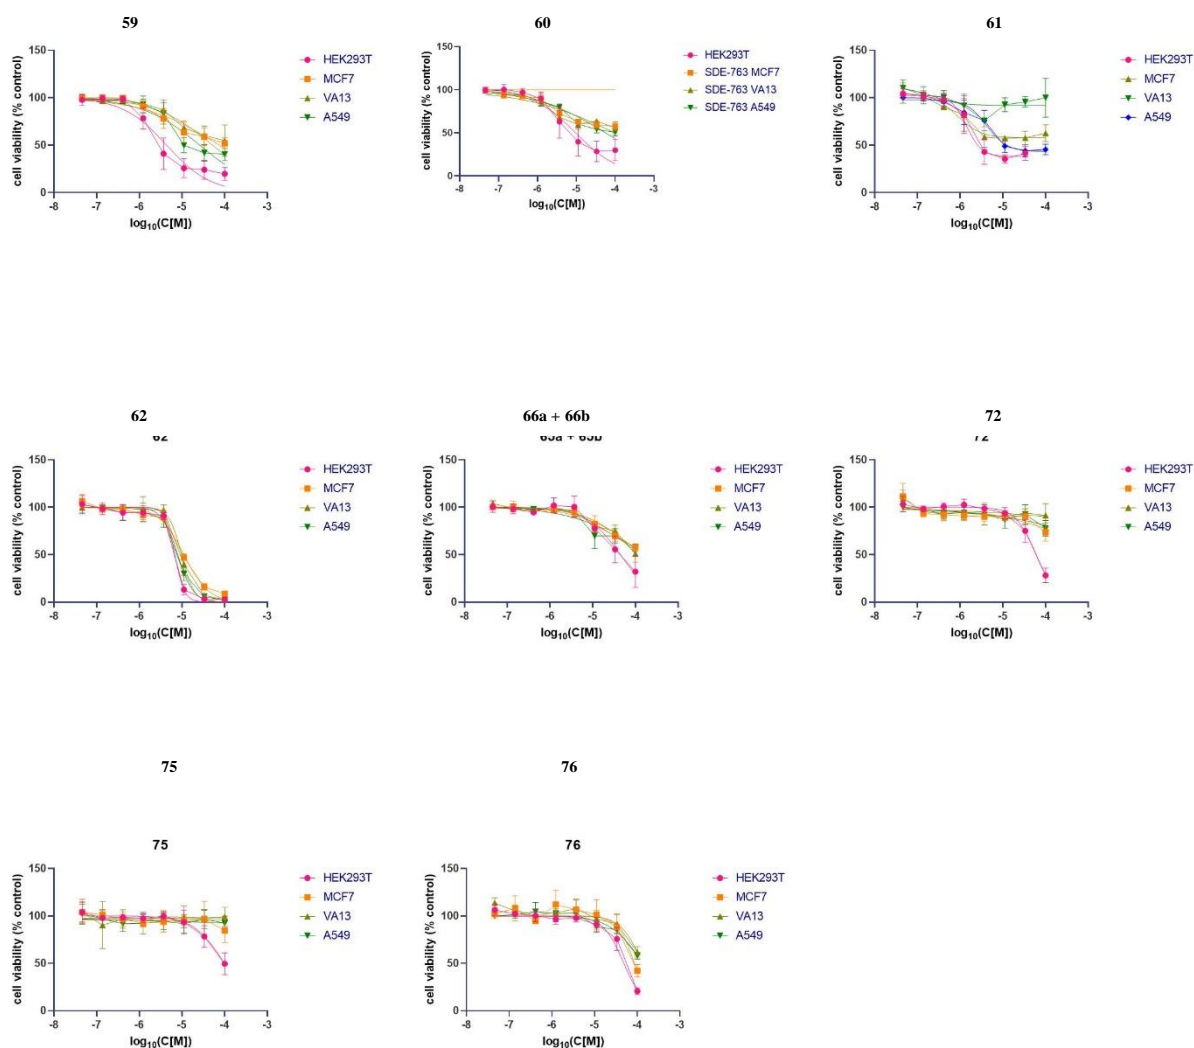 59
60
61
150
100
50
0
cell viability (% control)
-8 -7 -6 -5 -4 -3
log10(C[M])
HEK293T
MCF7
VA13
A549
150
100
50
0
cell viability (% control)
-8 -7 -6 -5 -4 -3
log10(C[M])
HEK293T
SDE-763 MCF7
SDE-763 VA13
SDE-763 A549
150
100
50
0
cell viability (% control)
-8 -7 -6 -5 -4 -3
log10(C[M])
HEK293T
MCF7
VA13
A549
62
66a + 66b
72
62
65a + 65b
72
150
100
50
0
cell viability (% control)
-8 -7 -6 -5 -4 -3
log10(C[M])
HEK293T
MCF7
VA13
A549
150
100
50
0
cell viability (% control)
-8 -7 -6 -5 -4 -3
log10(C[M])
HEK293T
MCF7
VA13
A549
150
100
50
0
cell viability (% control)
-8 -7 -6 -5 -4 -3
log10(C[M])
HEK293T
MCF7
VA13
A549
75
76
75
76
150
100
50
0
cell viability (% control)
-8 -7 -6 -5 -4 -3
log10(C[M])
HEK293T
MCF7
VA13
A549
150
100
50
0
cell viability (% control)
-8 -7 -6 -5 -4 -3
log10(C[M])
HEK293T
MCF7
VA13
A549